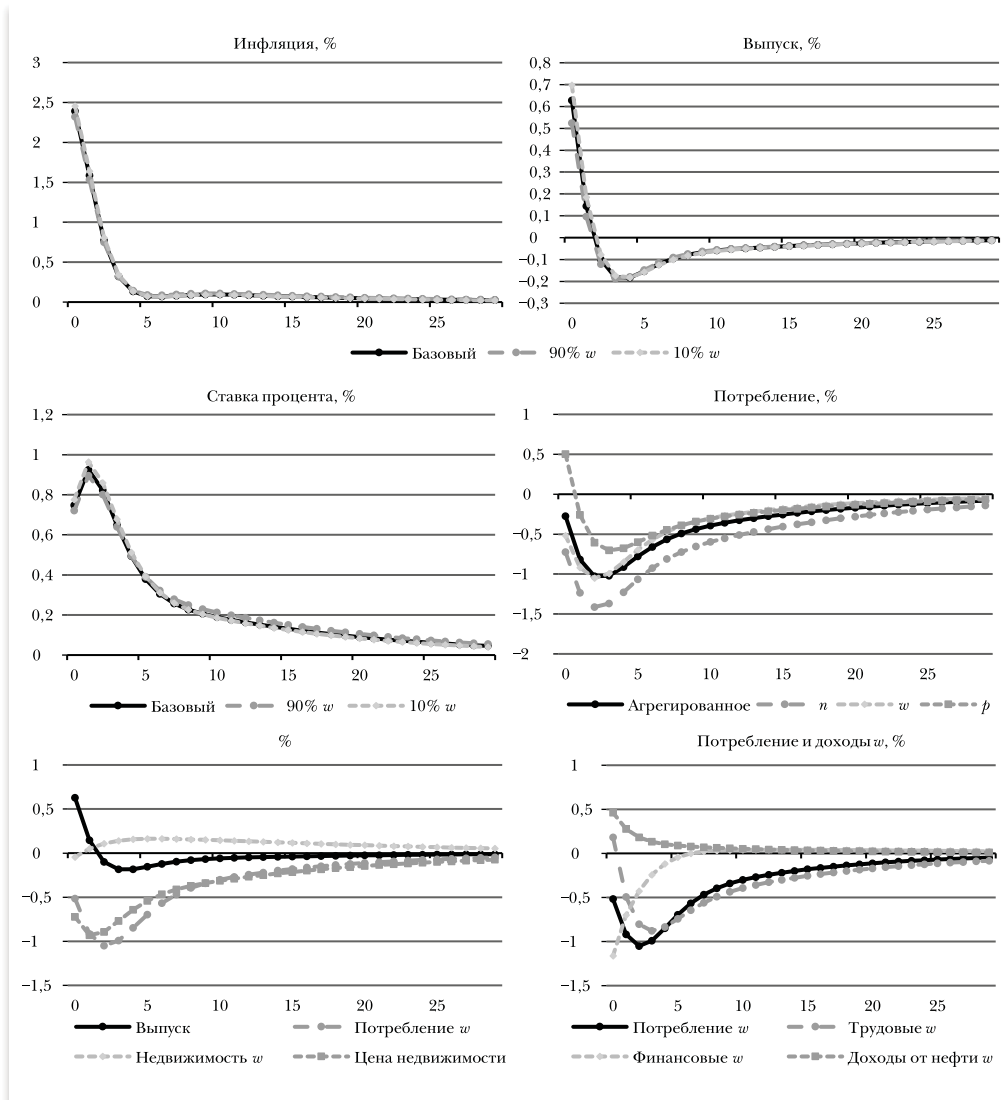 Инфляция, %
3
2,5
2
1,5
1
0,5
0
0 5 10 15 20 25
Выпуск, %
0,8
0,7
0,6
0,5
0,4
0,3
0,2
0,1
0
−0,1
−0,2
−0,3
0 5 10 15 20 25
Базовый 90% w 10% w
Ставка процента, %
1,2
1
0,8
0,6
0,4
0,2
0
0 5 10 15 20 25
Базовый 90% w 10% w
Потребление, %
1
0,5
0
−0,5
−1
−1,5
−2
0 5 10 15 20 25
Агрегированное n w p
%
1
0,5
0
−0,5
−1
−1,5
0 5 10 15 20 25
Выпуск Потребление w
Недвижимость w Цена недвижимости
Потребление и доходы w, %
1
0,5
0
−0,5
−1
−1,5
0 5 10 15 20 25
Потребление w Трудовые w
Финансовые w Доходы от нефти w